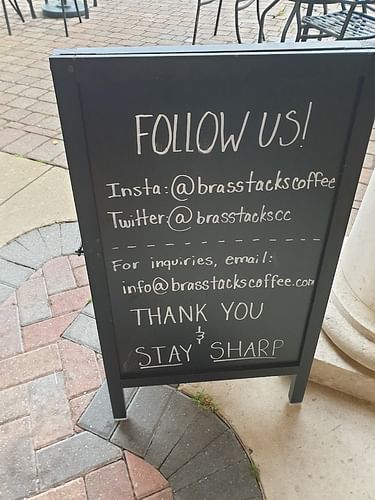 FOLLOW US!
Insta:@brasstackscoffee
Twitter:@brasstackscc
For inquiries, email:
info@brasstackscoffee.com
THANK YOU
&
STAY SHARP